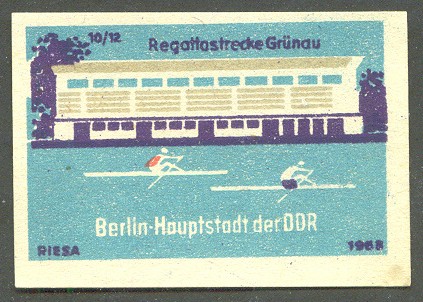 10/12
Regattastrecke Grünau
Berlin-Hauptstadt der DDR
RIESA 1968